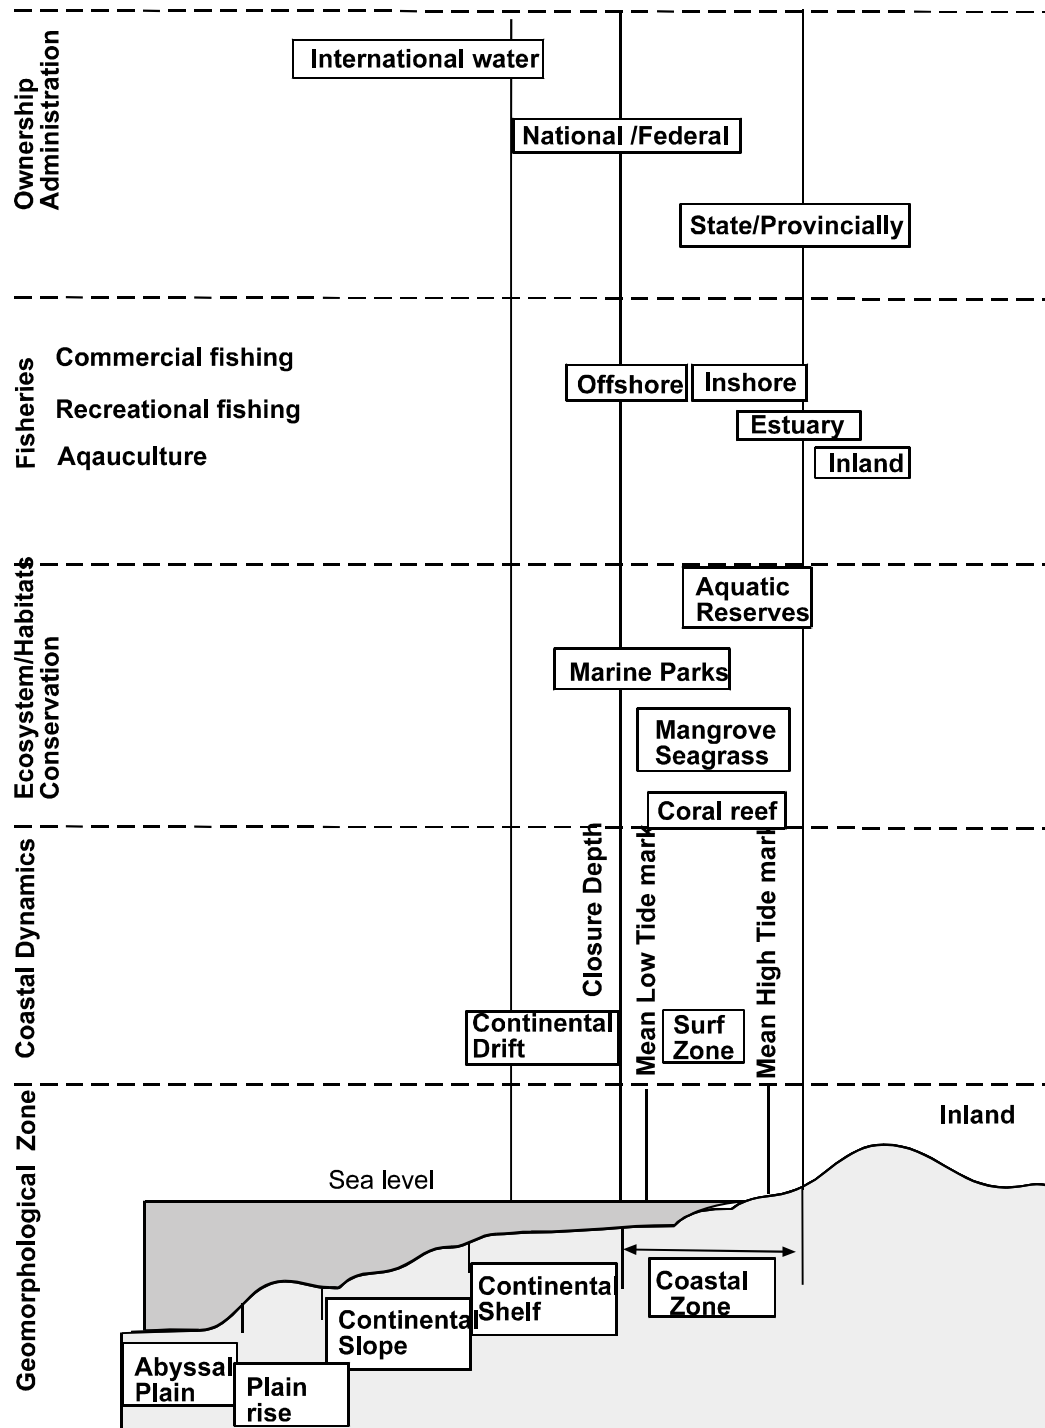 Ownership
Administration
International water
National /Federal
State/Provincially
Fisheries
Commercial fishing
Recreational fishing
Aqauculture
Offshore
Inshore
Estuary
Inland
Ecosystem/Habitats
Conservation
Aquatic
Reserves
Marine Parks
Mangrove
Seagrass
Coral reef
Coastal Dynamics
Closure Depth
Mean Low Tide mark
Mean High Tide mark
Continental
Drift
Surf
Zone
Geomorphological Zone
Inland
Sea level
Coastal
Zone
Continental
Shelf
Continental
Slope
Abyssal
Plain
Plain
rise